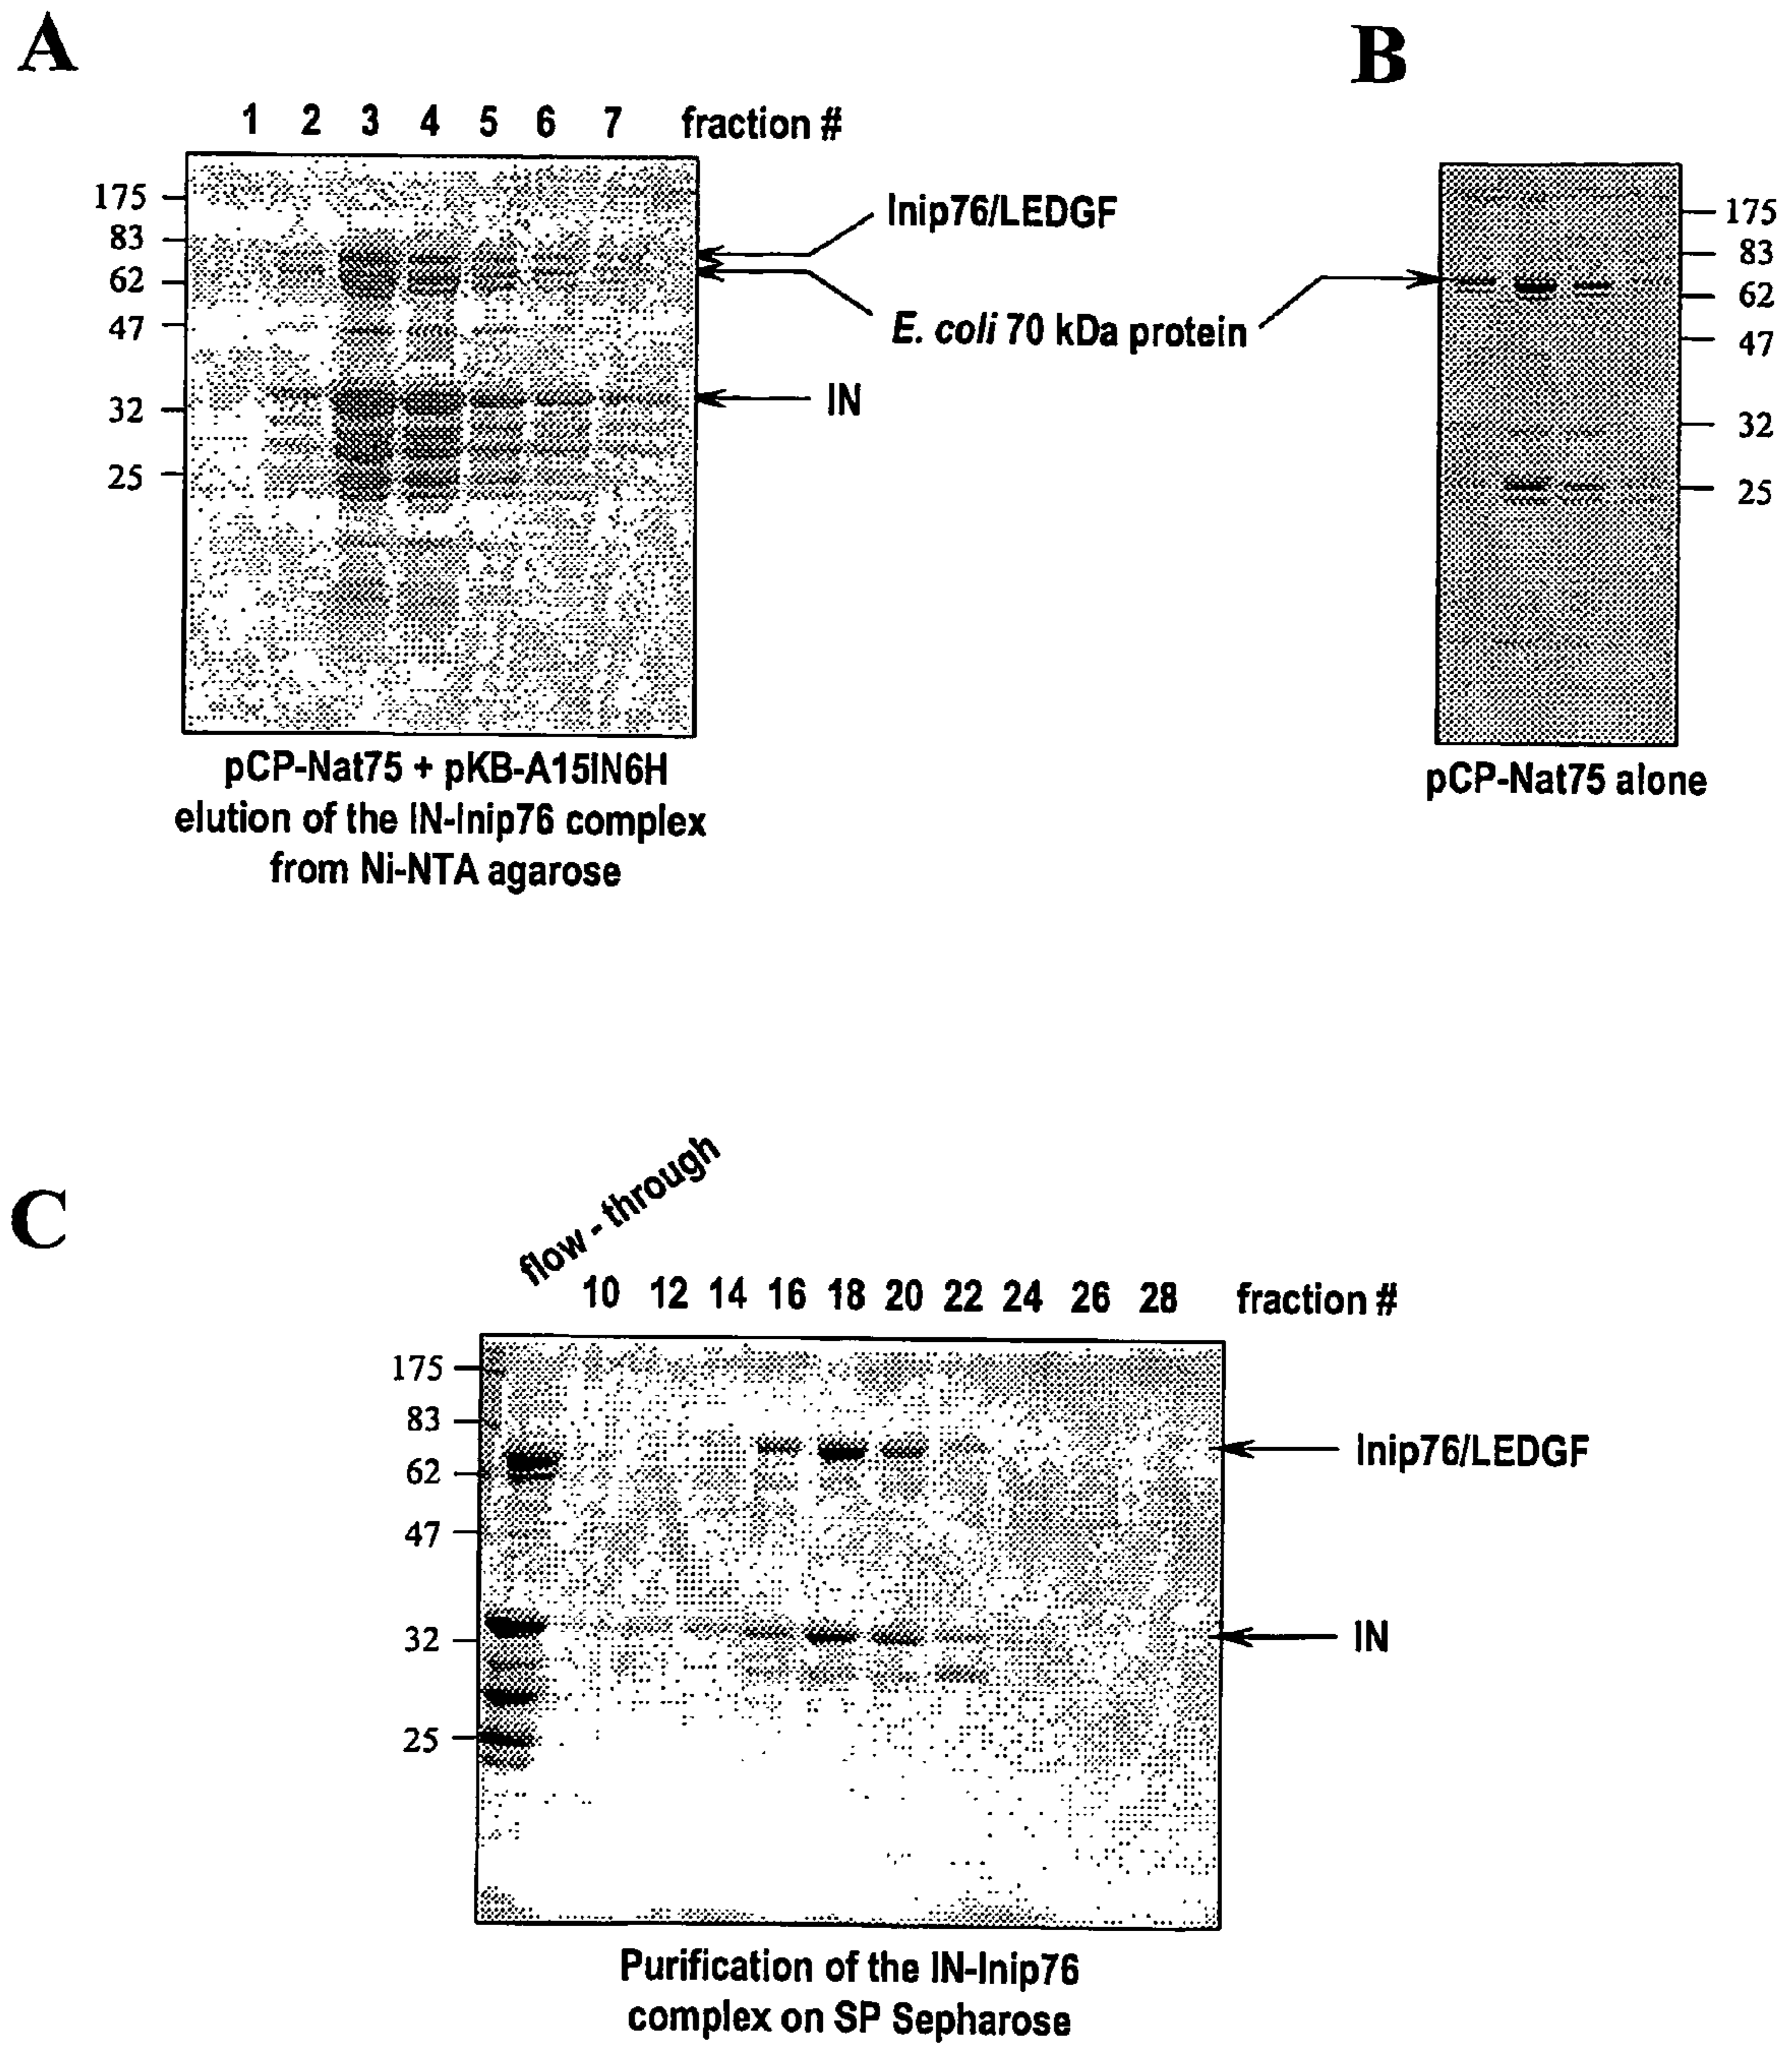 A
B
1 2 3 4 5 6 7 fraction #
175
83
62
47
32
25
Inip76/LEDGF
E. coli 70 kDa protein
IN
175
83
62
47
32
25
pCP-Nat75 + pKB-A15IN6H
elution of the IN-Inip76 complex
from Ni-NTA agarose
pCP-Nat75 alone
C
flow - through
10 12 14 16 18 20 22 24 26 28 fraction #
175
83
62
47
32
25
Inip76/LEDGF
IN
Purification of the IN-Inip76
complex on SP Sepharose